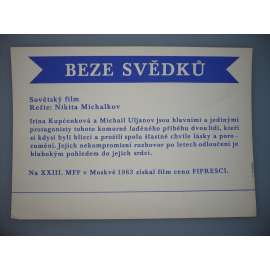 BEZE SVĚDKŮ
Sovětský film
Režie: Nikita Michalkov
Irina Kupčenková a Michail Uljanov jsou hlavními a jedinými
protagonisty tohoto komorně laděného příběhu dvou lidí, kteří
si kdysi byli blízcí a prožili spolu šťastné chvíle lásky a poro-
zumění. Jejich nekompromisní rozhovor po letech odloučení je
hlubokým pohledem do jejich srdcí.
Na XXIII. MFF v Moskvě 1983 získal film cenu FIPRESCI.